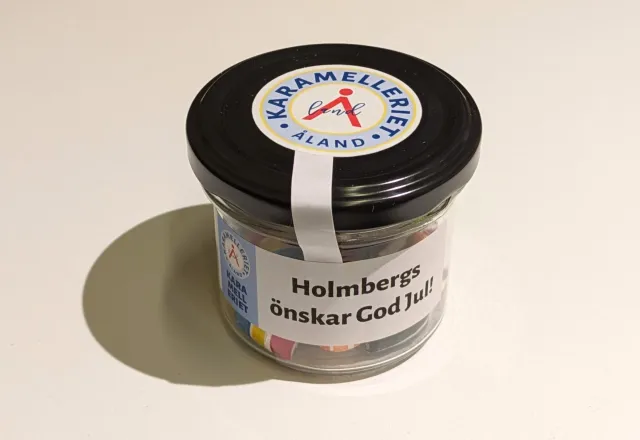 KARAMELLERIET
Åland
• ÅLAND •
KARAMELLERIET
KARA
MELL
ERIET
Holmbergs
önskar God Jul!